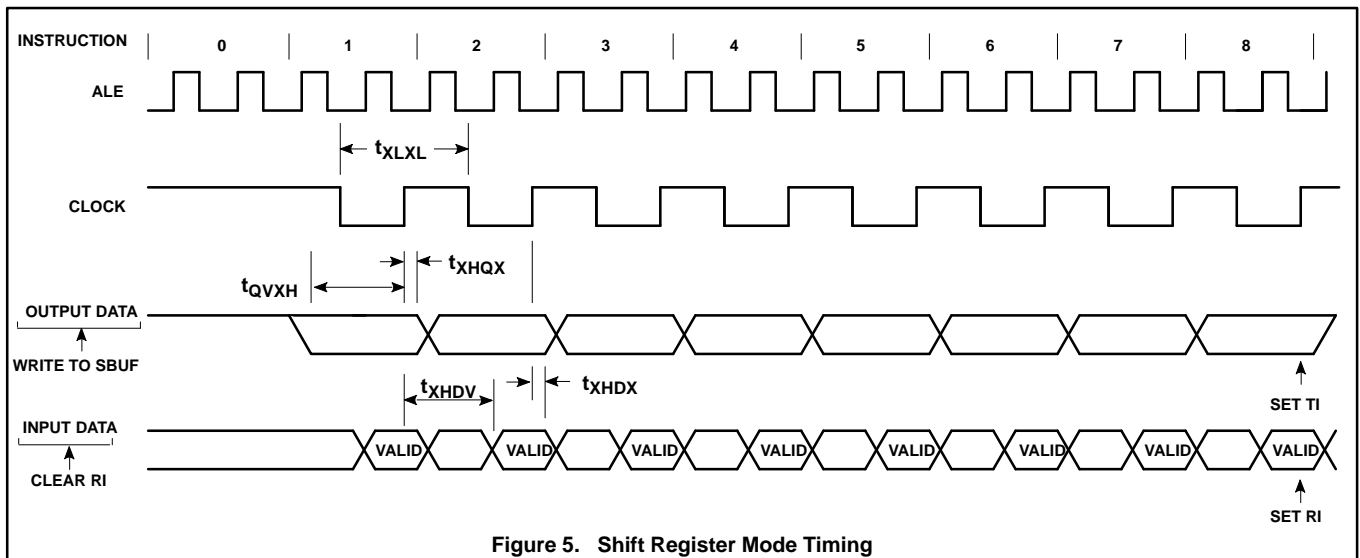 INSTRUCTION 0 1 2 3 4 5 6 7 8
ALE
tXLXL
CLOCK
tXHQX
tQVXH
OUTPUT DATA
WRITE TO SBUF
tXHDV
tXHDX
SET TI
INPUT DATA
VALID VALID VALID VALID VALID VALID VALID VALID
CLEAR RI
SET RI
Figure 5. Shift Register Mode Timing